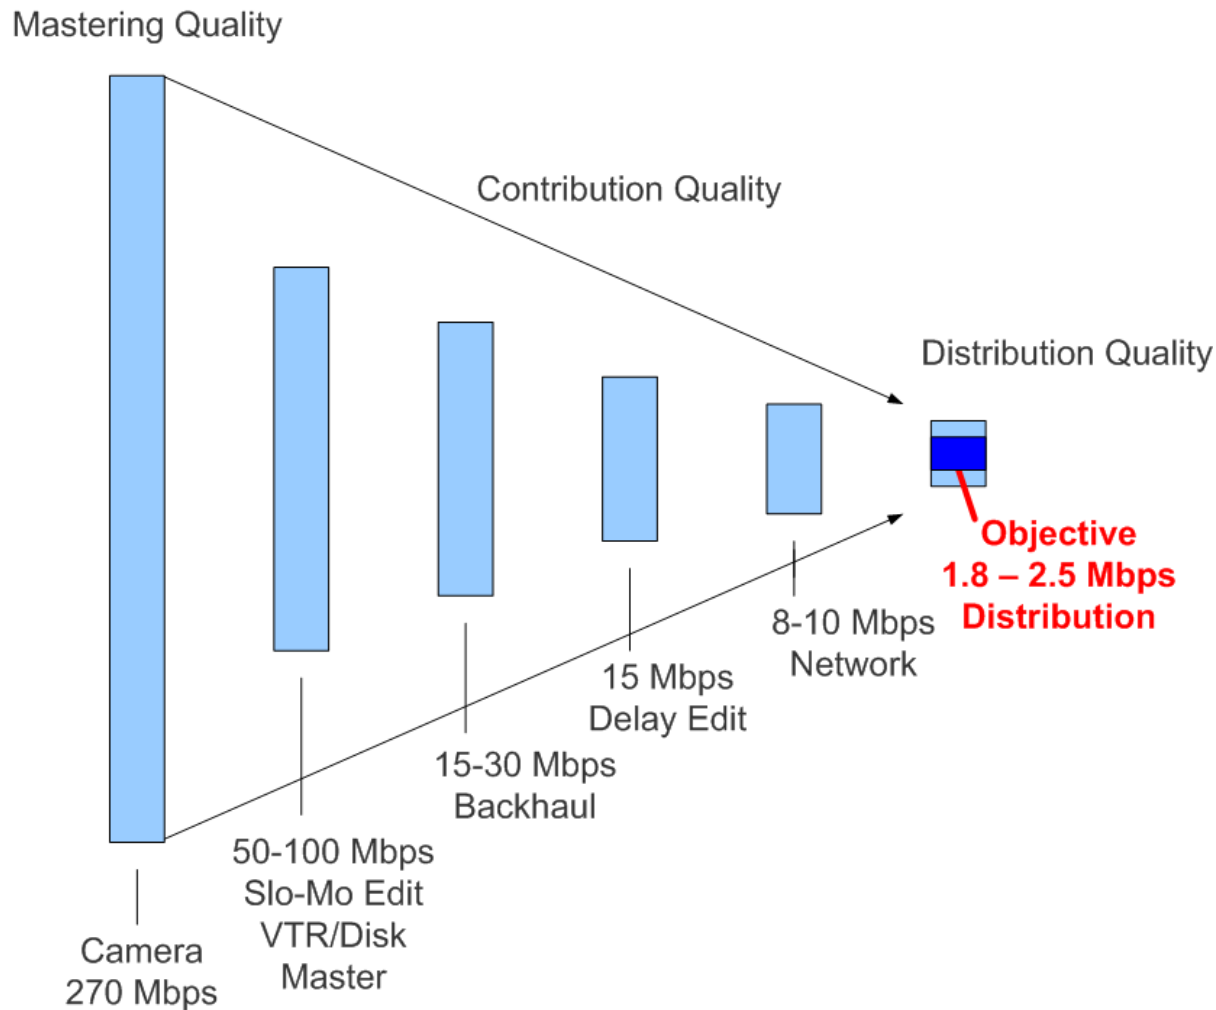 Mastering Quality
Contribution Quality
Distribution Quality
Objective
1.8 – 2.5 Mbps
Distribution
8-10 Mbps
Network
15 Mbps
Delay Edit
15-30 Mbps
Backhaul
50-100 Mbps
Slo-Mo Edit
VTR/Disk
Master
Camera
270 Mbps